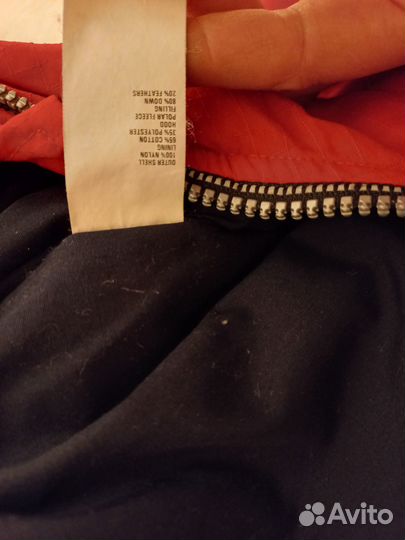 OUTER SHELL
100% NYLON
LINING
65% COTTON
35% POLYESTER
HOOD
POLAR FLEECE
FILLING
80% DOWN
20% FEATHERS
Avito